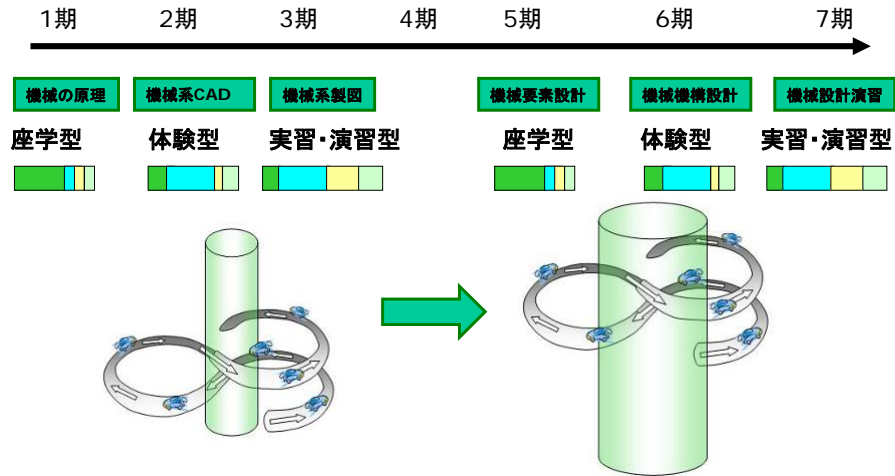 1期 2期 3期 4期 5期 6期 7期
機械の原理 機械系CAD 機械系製図 機械要素設計 機械機構設計 機械設計演習
座学型 体験型 実習・演習型 座学型 体験型 実習・演習型